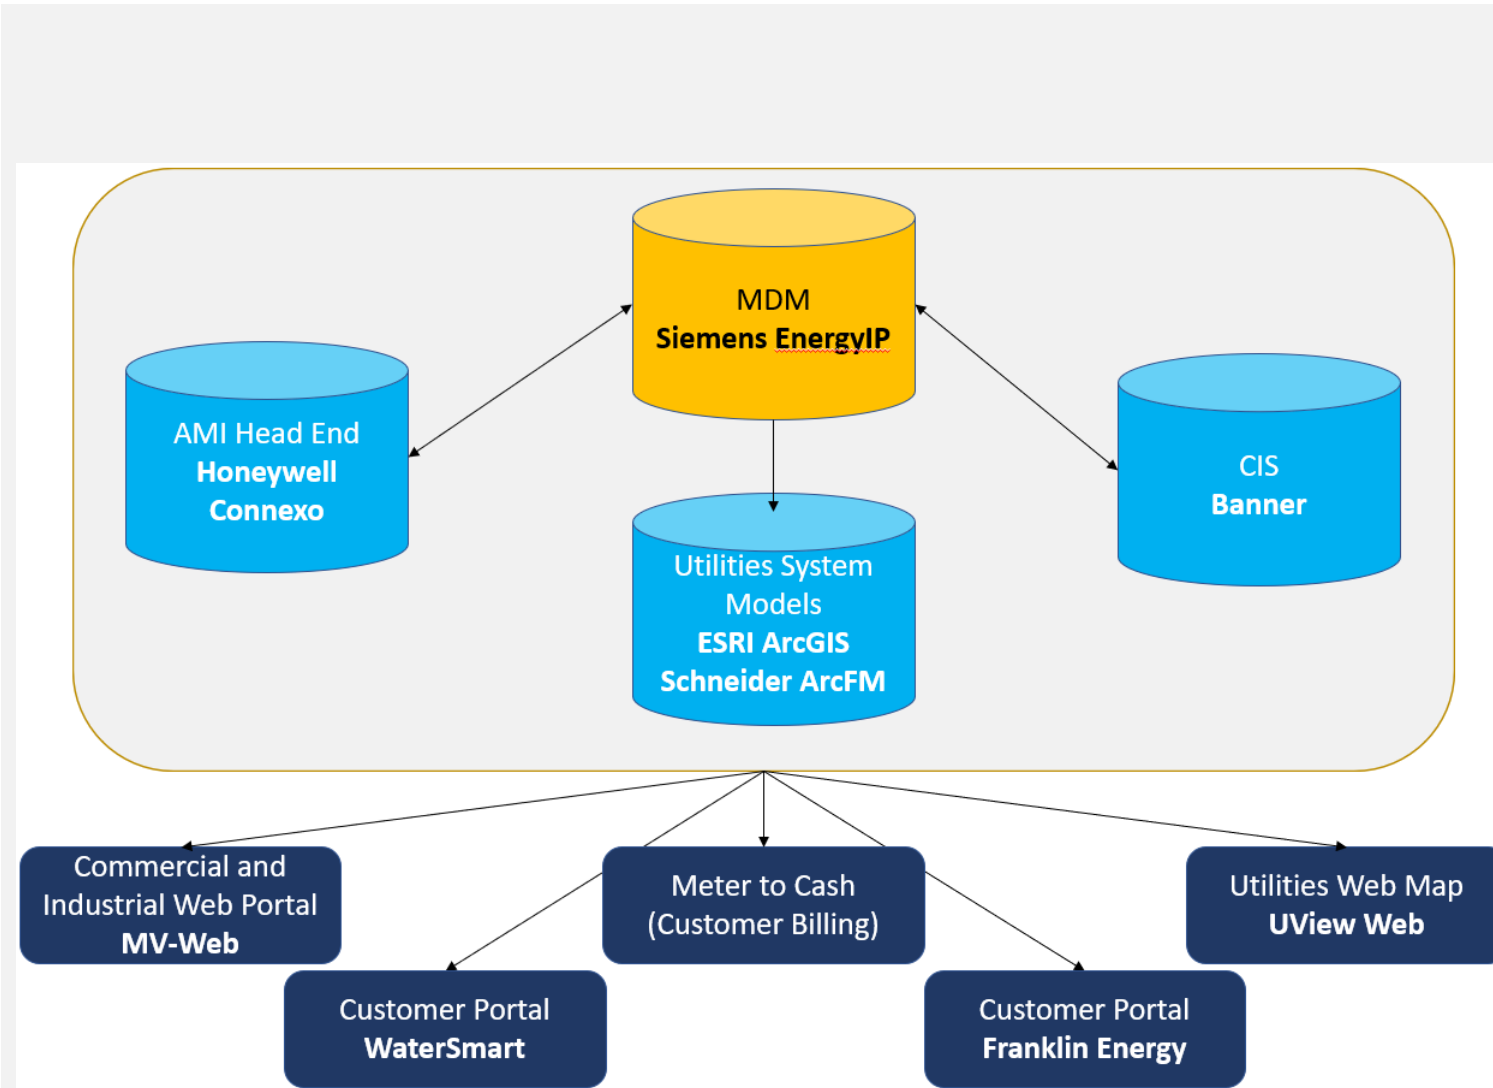 MDM
Siemens EnergyIP
AMI Head End
Honeywell
Connexo
CIS
Banner
Utilities System
Models
ESRI ArcGIS
Schneider ArcFM
Commercial and
Industrial Web Portal
MV-Web
Meter to Cash
(Customer Billing)
Utilities Web Map
UView Web
Customer Portal
WaterSmart
Customer Portal
Franklin Energy